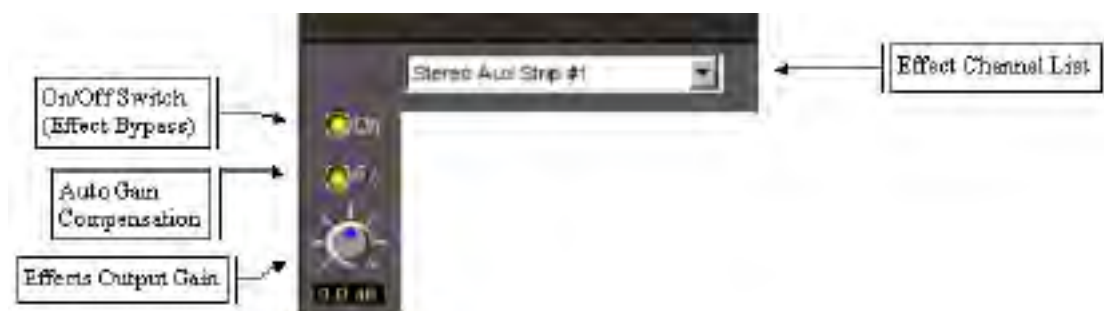 Stereo Aux Strip #1
Effect Channel List
On/Off Switch
(Effect Bypass)
On
Auto Gain
Compensation
Effects Output Gain